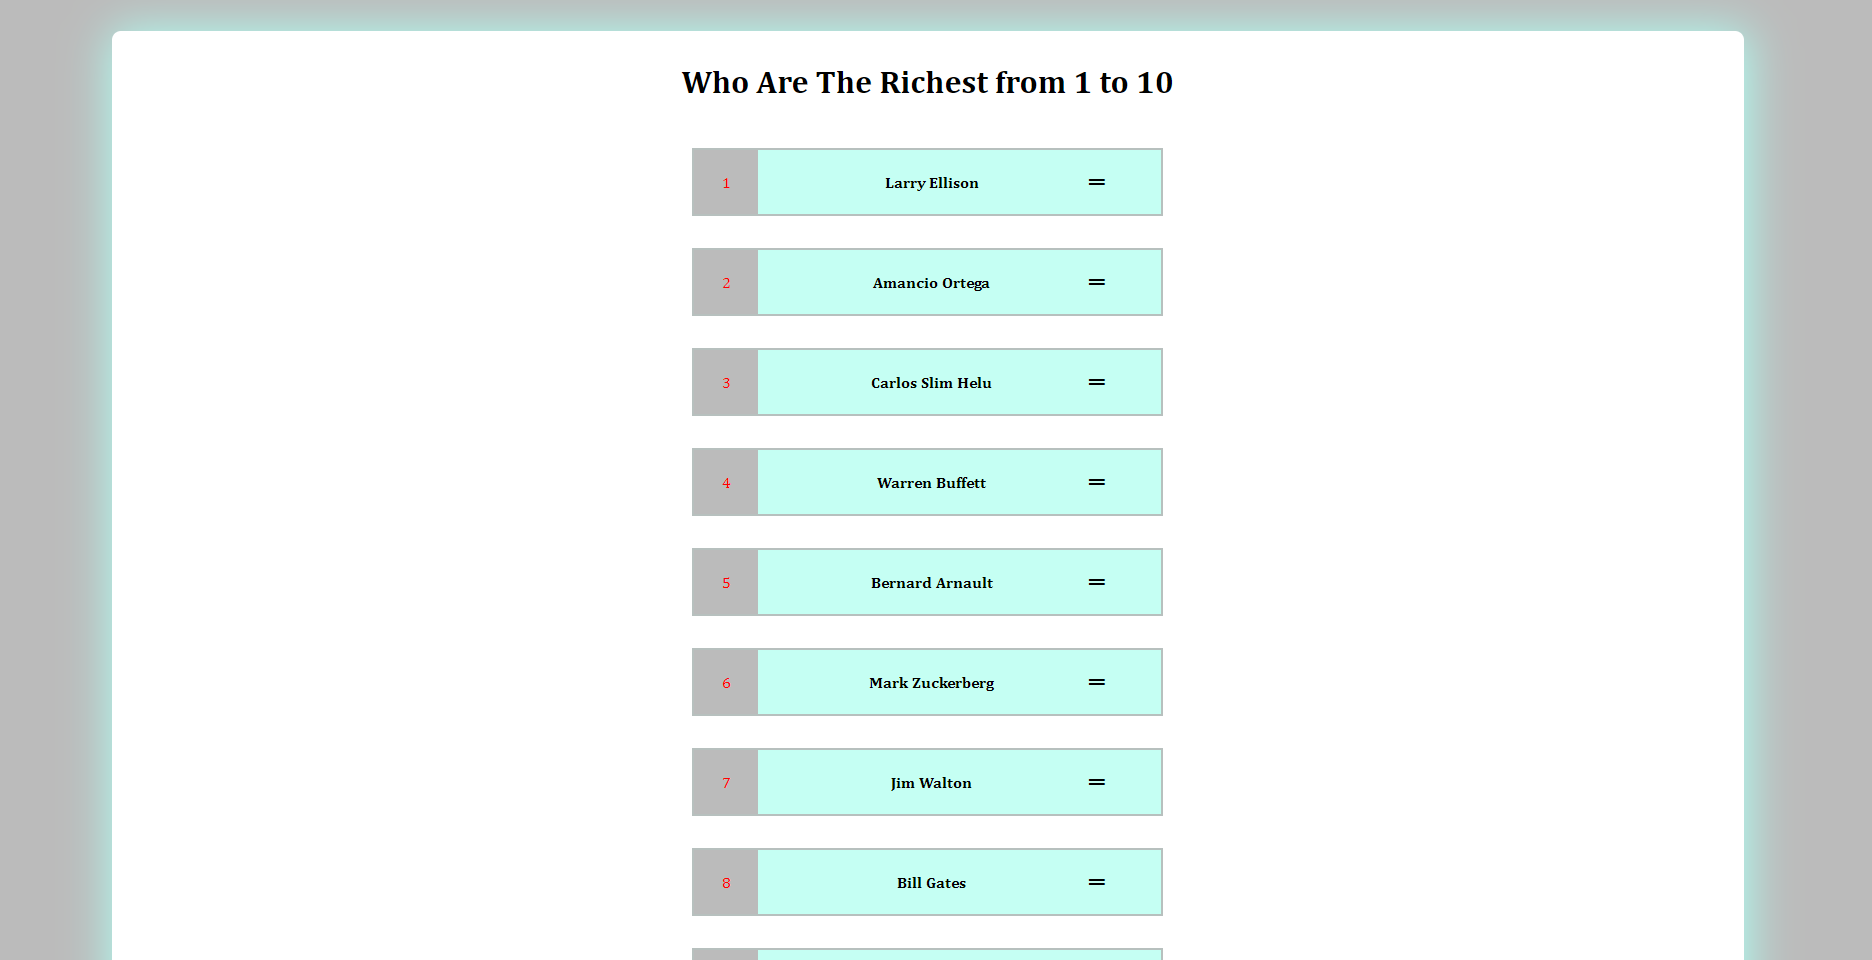 Who Are The Richest from 1 to 10
1 Larry Ellison
2 Amancio Ortega
3 Carlos Slim Helu
4 Warren Buffett
5 Bernard Arnault
6 Mark Zuckerberg
7 Jim Walton
8 Bill Gates